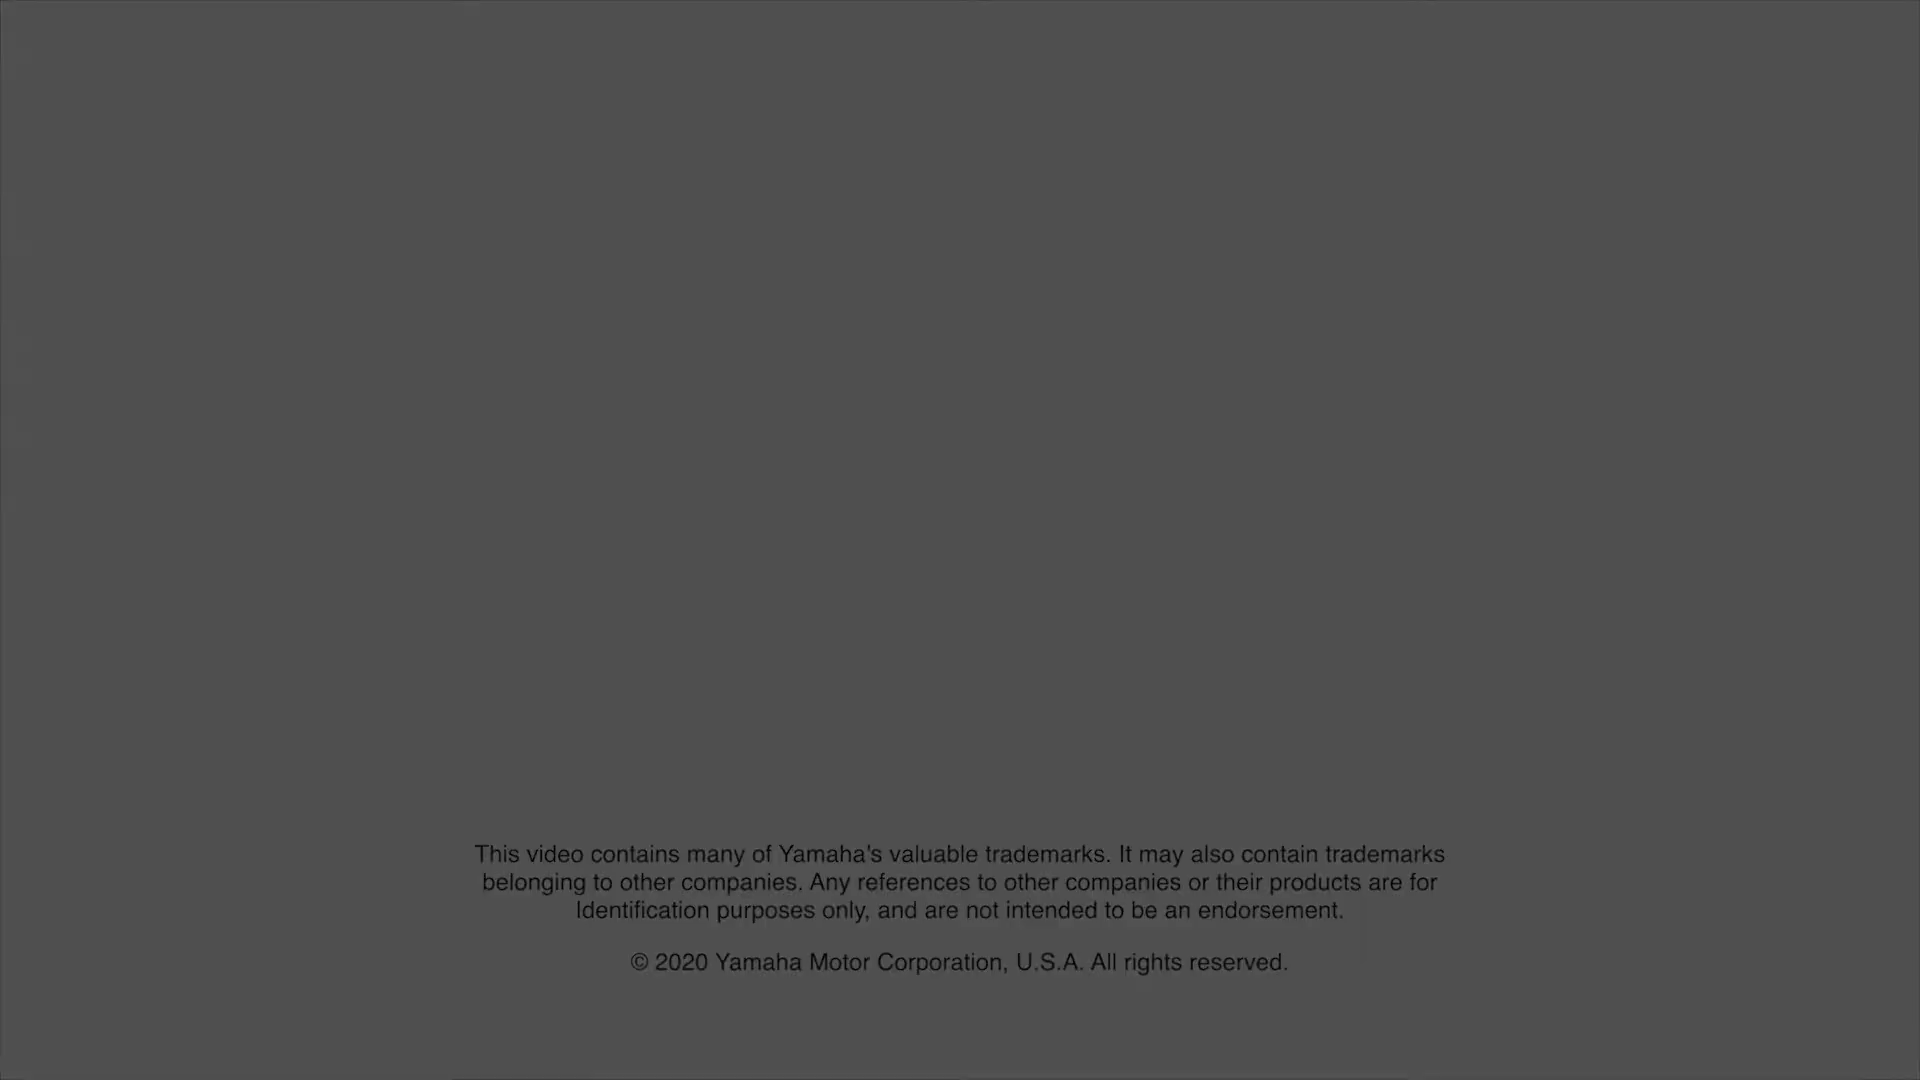 This video contains many of Yamaha's valuable trademarks. It may also contain trademarks
belonging to other companies. Any references to other companies or their products are for
Identification purposes only, and are not intended to be an endorsement.
© 2020 Yamaha Motor Corporation, U.S.A. All rights reserved.